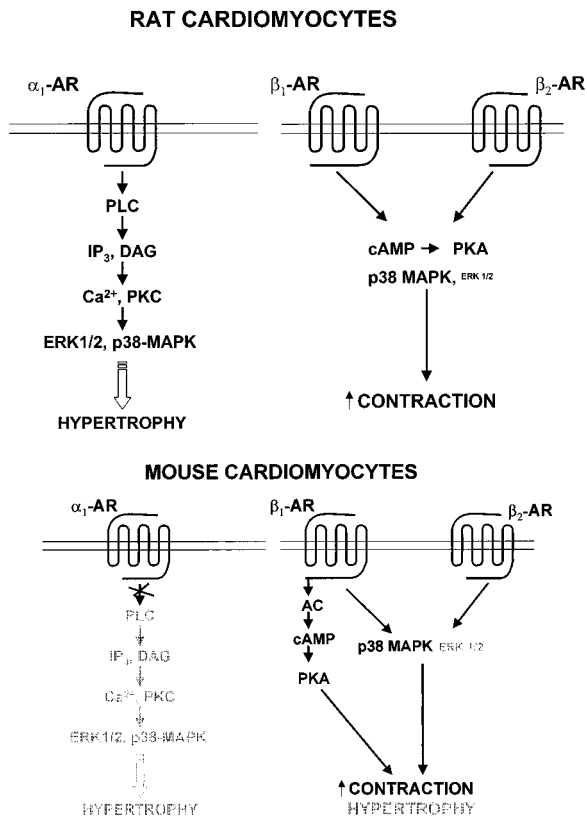 RAT CARDIOMYOCYTES
α1-AR
β1-AR
β2-AR
PLC
IP3, DAG
Ca2+, PKC
ERK1/2, p38-MAPK
HYPERTROPHY
cAMP → PKA
p38 MAPK, ERK 1/2
↑ CONTRACTION
MOUSE CARDIOMYOCYTES
α1-AR
β1-AR
β2-AR
PLC
IP3, DAG
Ca2+, PKC
ERK1/2, p38-MAPK
HYPERTROPHY
AC
cAMP
PKA
p38 MAPK ERK 1/2
↑ CONTRACTION
HYPERTROPHY